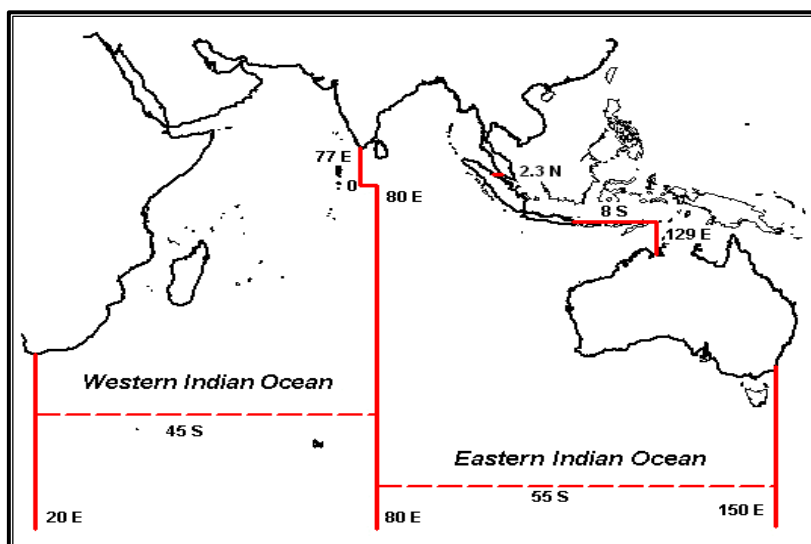 77 E
2.3 N
0
80 E
8 S
129 E
Western Indian Ocean
45 S
Eastern Indian Ocean
55 S
20 E
80 E
150 E